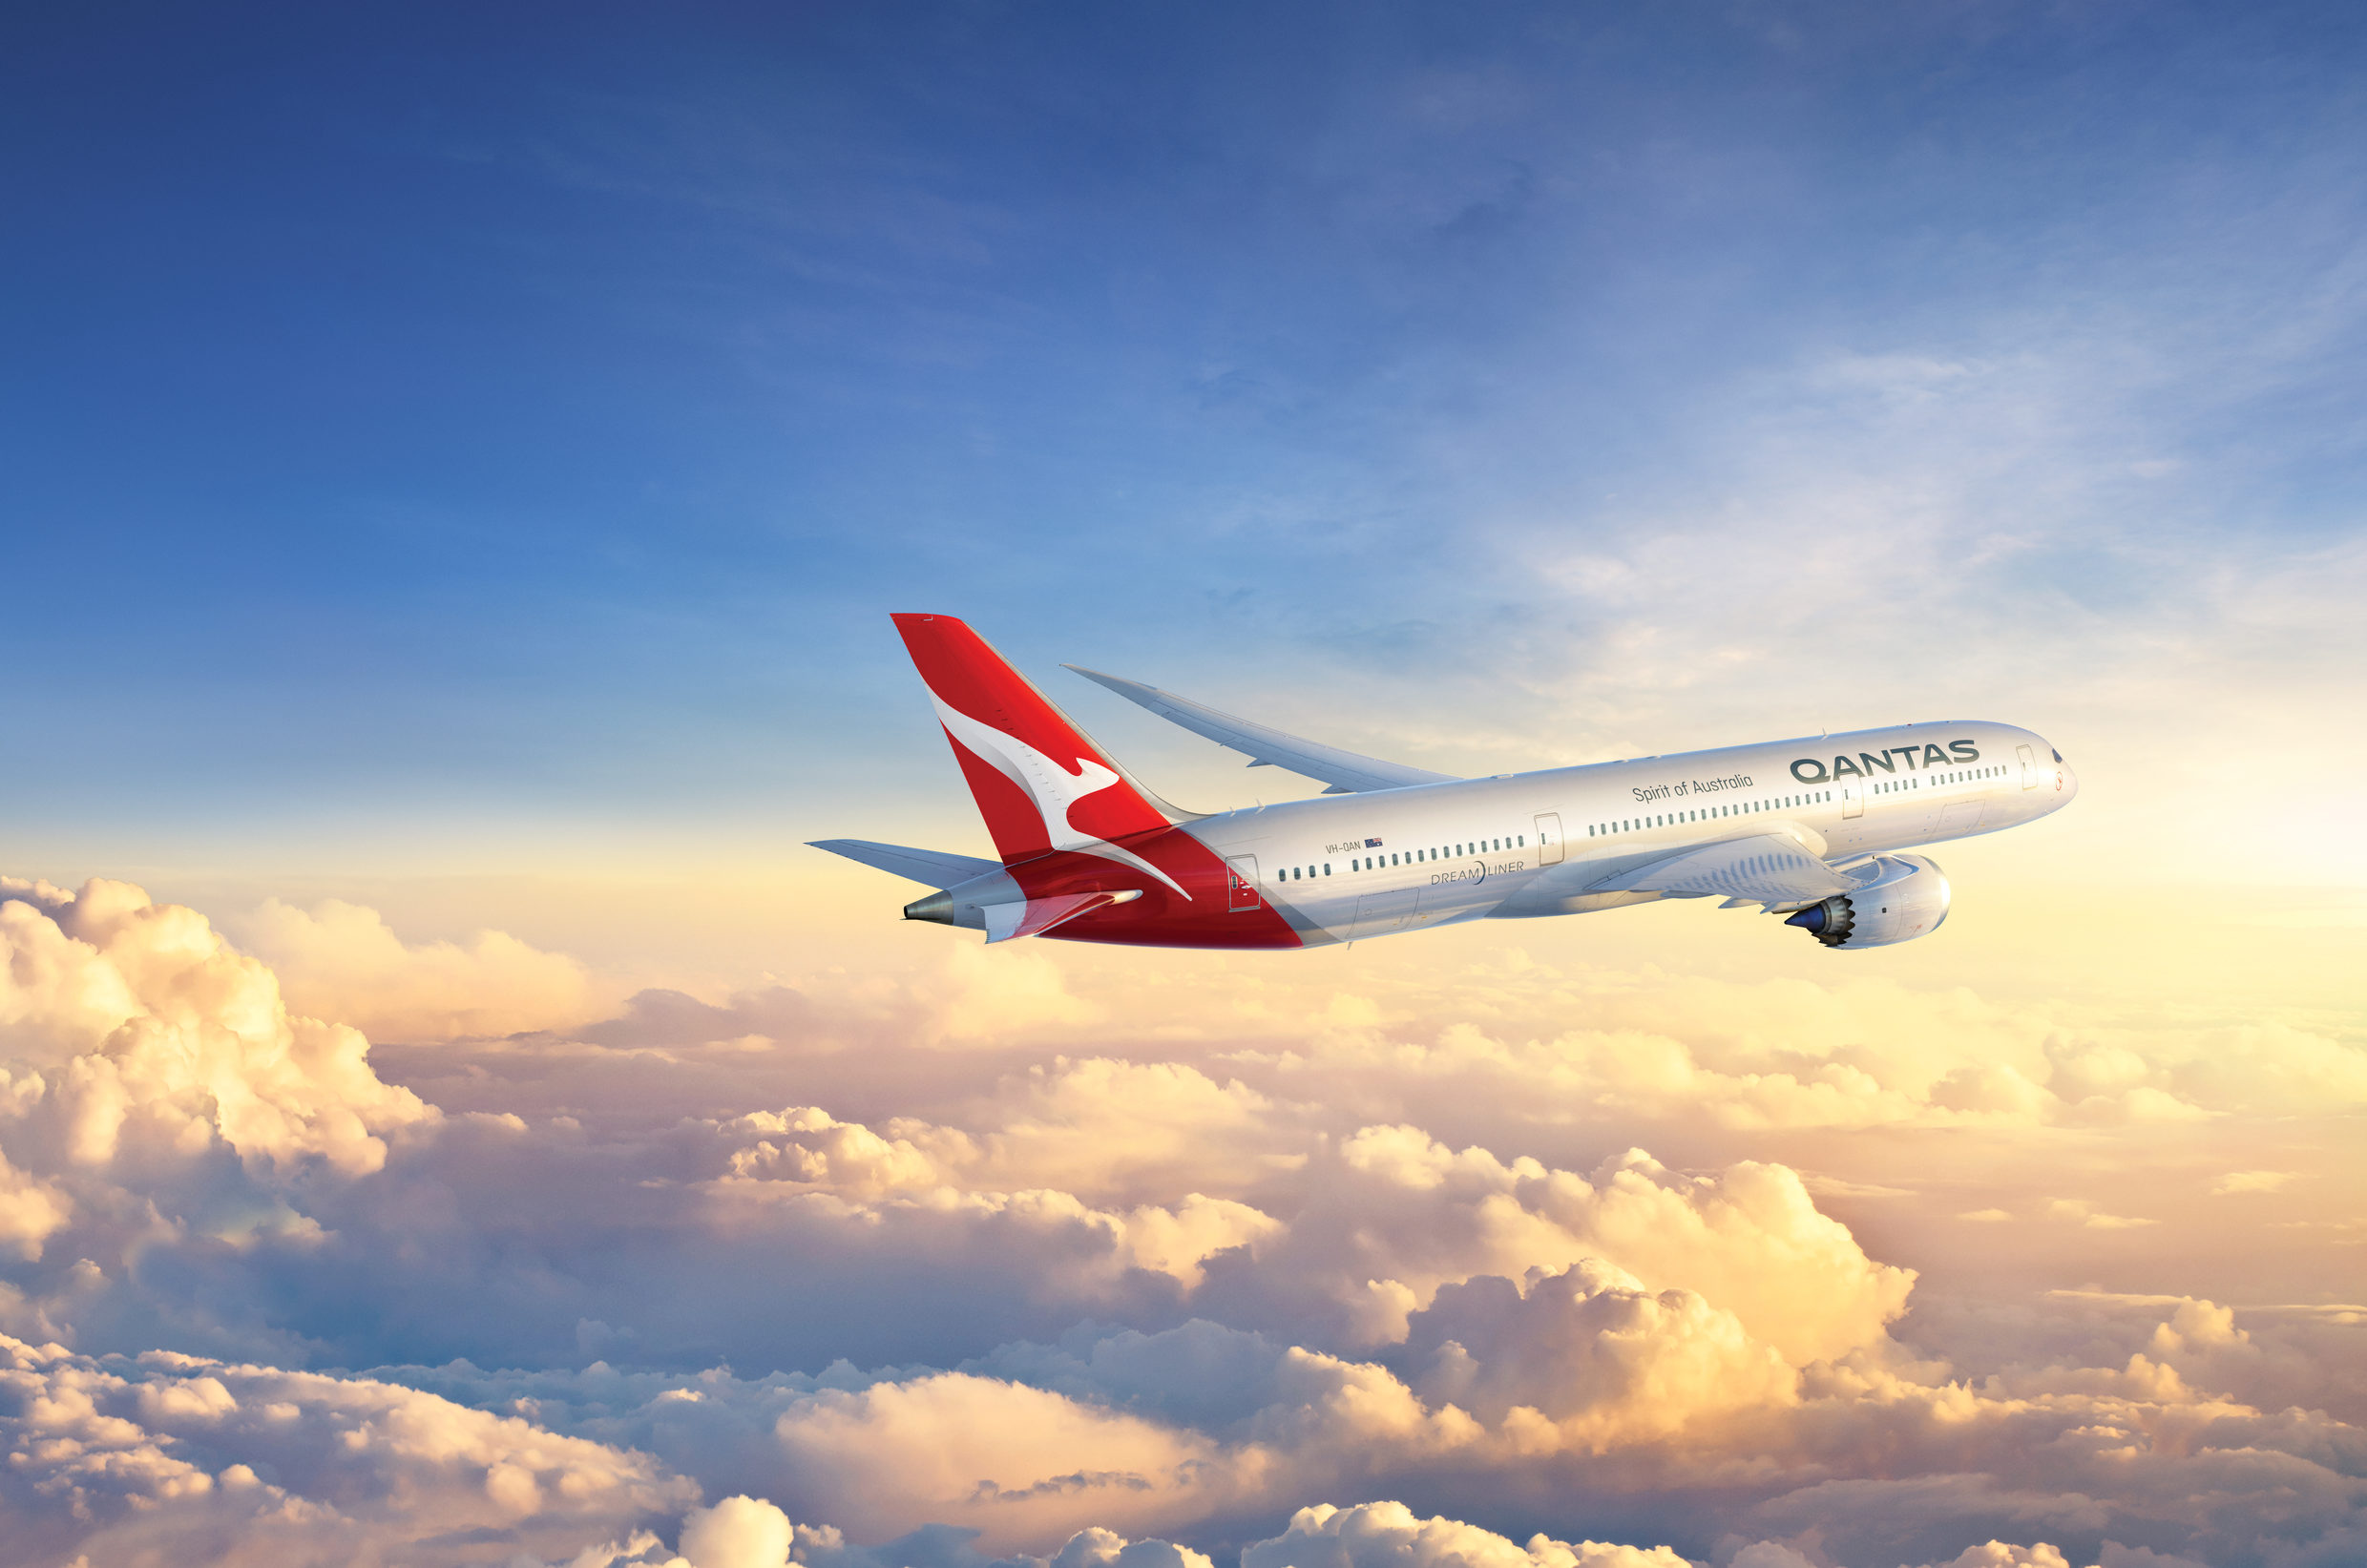 QANTAS
Spirit of Australia
VH-QAN
DREAMLINER